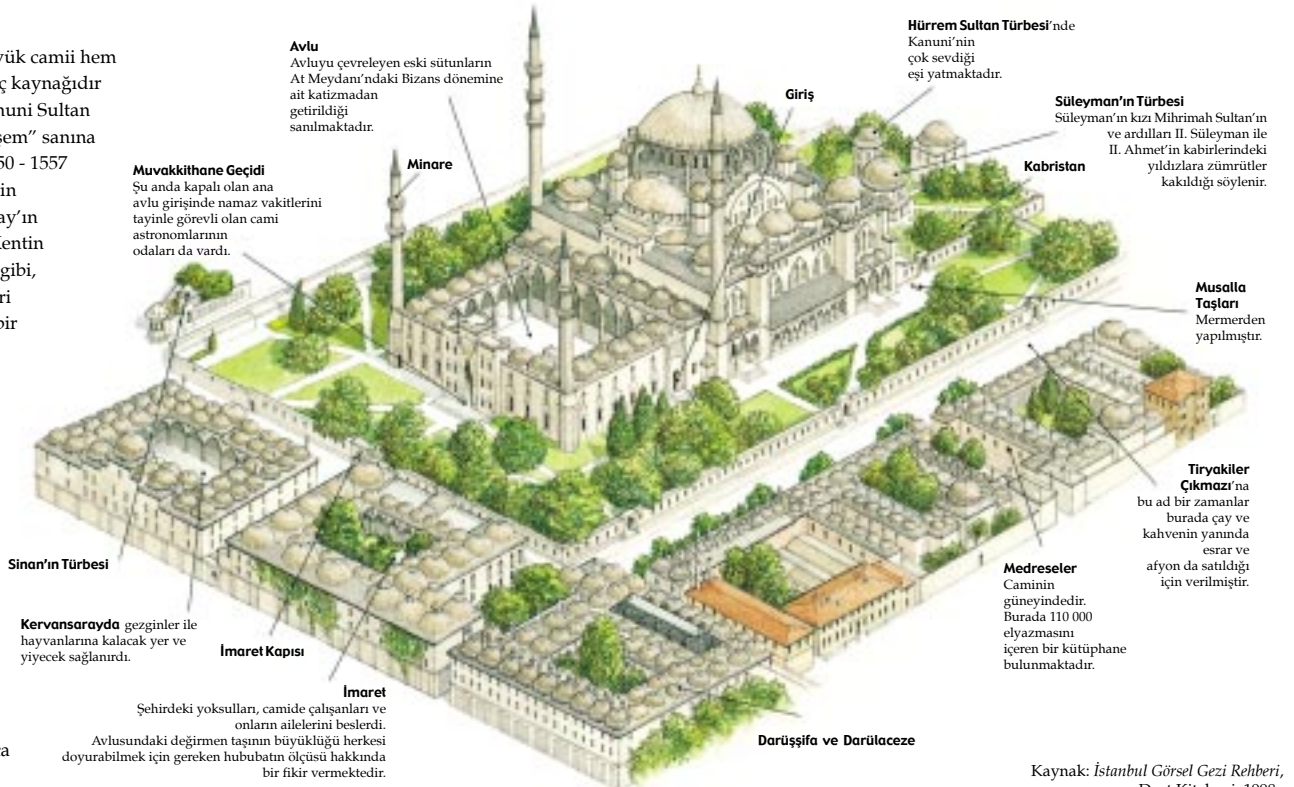 yük camii hem
ç kaynağıdır
nuni Sultan
şem” sanına
50 - 1557
in
ay’ın
Kentin
gibi,
ri
bir
Avlu
Avluyu çevreleyen eski sütunların
At Meydanı’ndaki Bizans dönemine
ait katizmadan
getirildiği
sanılmaktadır.
Hürrem Sultan Türbesi’nde
Kanuni’nin
çok sevdiği
eşi yatmaktadır.
Giriş
Süleyman’ın Türbesi
Süleyman’ın kızı Mihrimah Sultan’ın
ve ardılları II. Süleyman ile
II. Ahmet’in kabirlerindeki
yıldızlara zümrütler
kakıldığı söylenir.
Minare
Kabristan
Muvakkithane Geçidi
Şu anda kapalı olan ana
avlu girişinde namaz vakitlerini
tayinle görevli olan cami
astronomlarının
odaları da vardı.
Musalla
Taşları
Mermerden
yapılmıştır.
Tiryakiler
Çıkmazı’na
bu ad bir zamanlar
burada çay ve
kahvenin yanında
esrar ve
afyon da satıldığı
için verilmiştir.
Sinan’ın Türbesi
Medreseler
Caminin
güneyindedir.
Burada 110 000
elyazmasını
içeren bir kütüphane
bulunmaktadır.
Kervansarayda gezginler ile
hayvanlarına kalacak yer ve
yiyecek sağlanırdı.
İmaret Kapısı
İmaret
Şehirdeki yoksulları, camide çalışanları ve
onların ailelerini beslerdi.
Avlusundaki değirmen taşının büyüklüğü herkesi
doyurabilmek için gereken hububatın ölçüsü hakkında
bir fikir vermektedir.
Darüşşifa ve Darülaceze
Kaynak: İstanbul Görsel Gezi Rehberi,